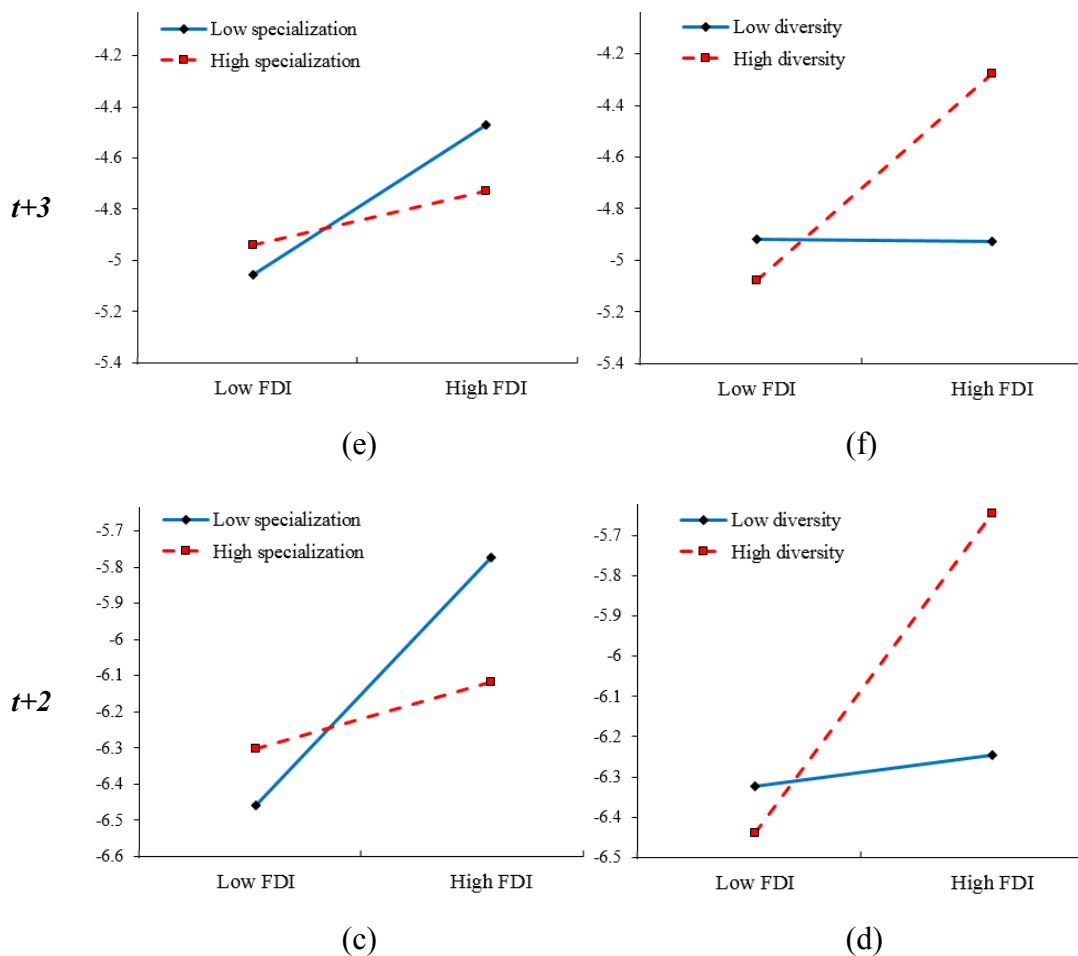 t+3
Low specialization
High specialization
-4.2
-4.4
-4.6
-4.8
-5
-5.2
-5.4
Low FDI High FDI
(e)
Low diversity
High diversity
-4.2
-4.4
-4.6
-4.8
-5
-5.2
-5.4
Low FDI High FDI
(f)
t+2
Low specialization
High specialization
-5.7
-5.8
-5.9
-6
-6.1
-6.2
-6.3
-6.4
-6.5
-6.6
Low FDI High FDI
(c)
Low diversity
High diversity
-5.7
-5.8
-5.9
-6
-6.1
-6.2
-6.3
-6.4
-6.5
Low FDI High FDI
(d)